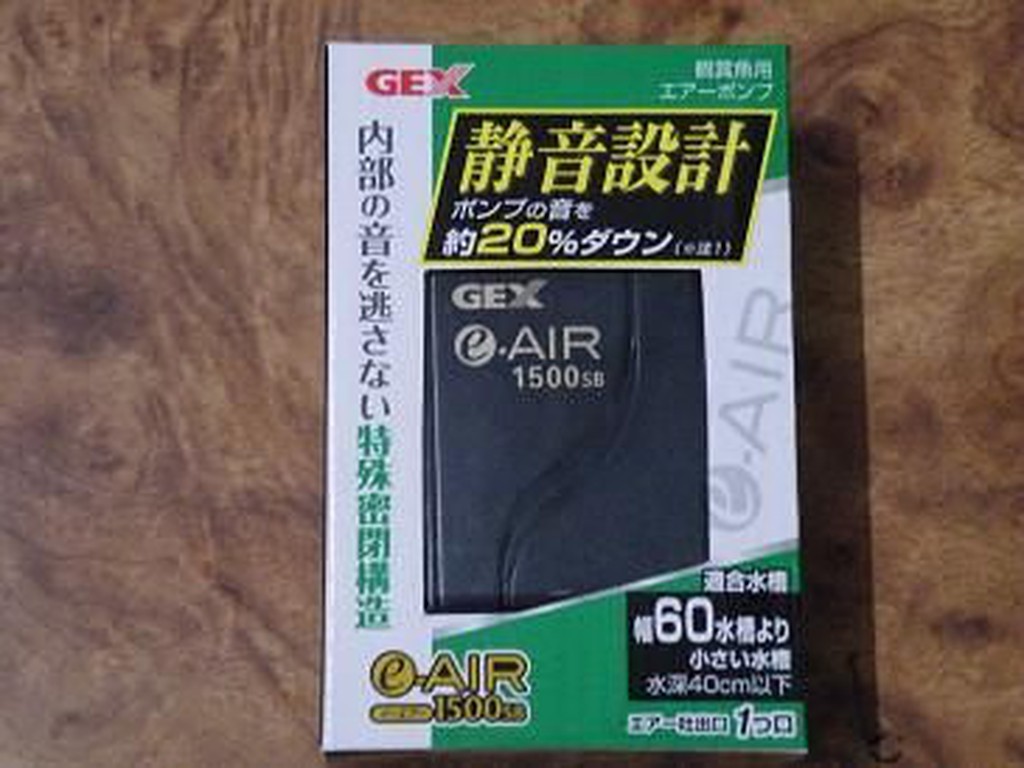 GEX
観賞魚用
エアーポンプ
静音設計
ポンプの音を
約20%ダウン(※注1)
内部の音を逃さない特殊密閉構造
GEX
e-AIR
1500SB
e-AIR
適合水槽
幅60水槽より
小さい水槽
水深40cm以下
e-AIR
1500SB
エアー吐出口1つ口